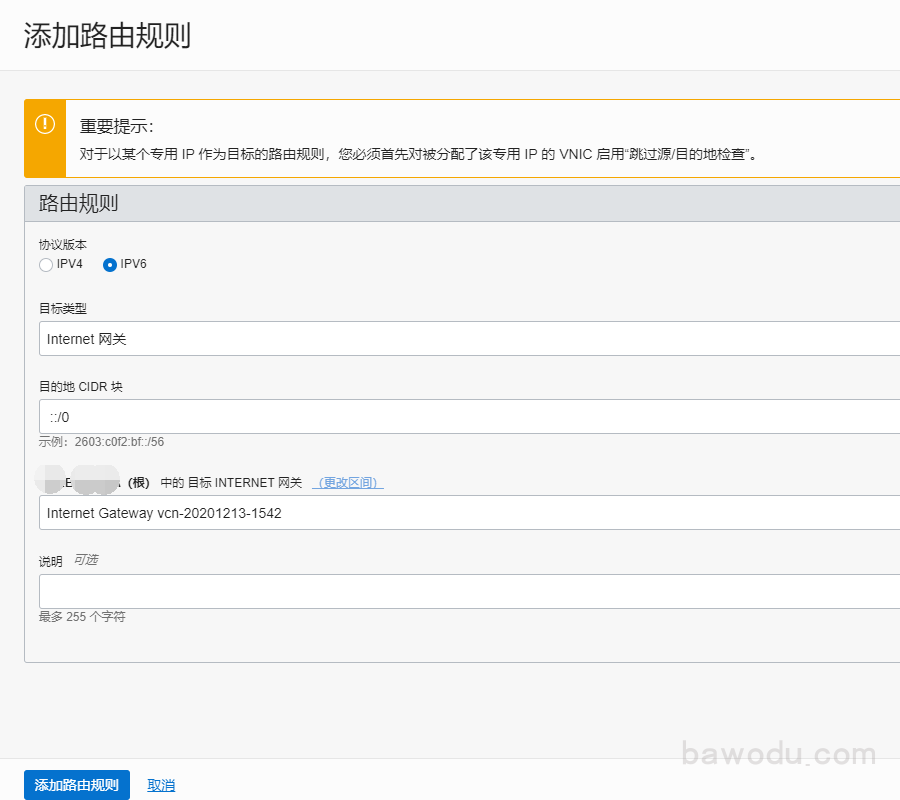 添加路由规则
重要提示:
对于以某个专用 IP 作为目标的路由规则，您必须首先对被分配了该专用 IP 的 VNIC 启用“跳过源/目的地检查”。
路由规则
协议版本
IPV4 IPV6
目标类型
Internet 网关
目的地 CIDR 块
::/0
示例：2603:c0f2:bf::/56
（根） 中的 目标 INTERNET 网关 （更改区间）
Internet Gateway vcn-20201213-1542
说明 可选
最多 255 个字符
bawodu.com
添加路由规则 取消